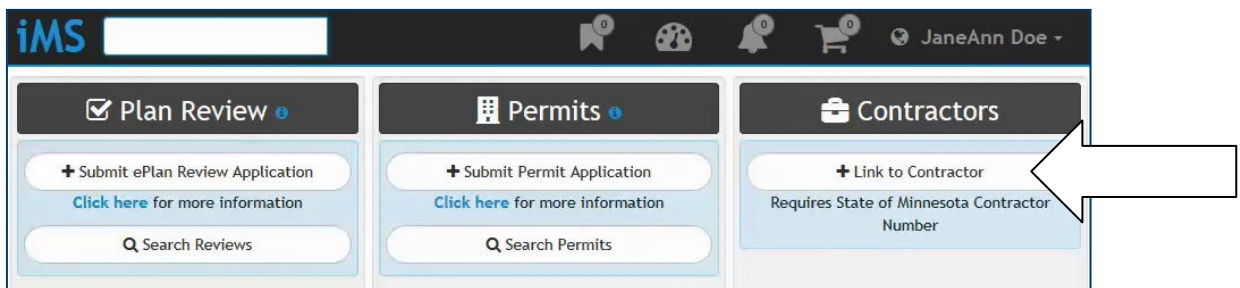 iMS 0 0 0 JaneAnn Doe
Plan Review
+ Submit ePlan Review Application
Click here for more information
Search Reviews
Permits
+ Submit Permit Application
Click here for more information
Search Permits
Contractors
+ Link to Contractor
Requires State of Minnesota Contractor
Number